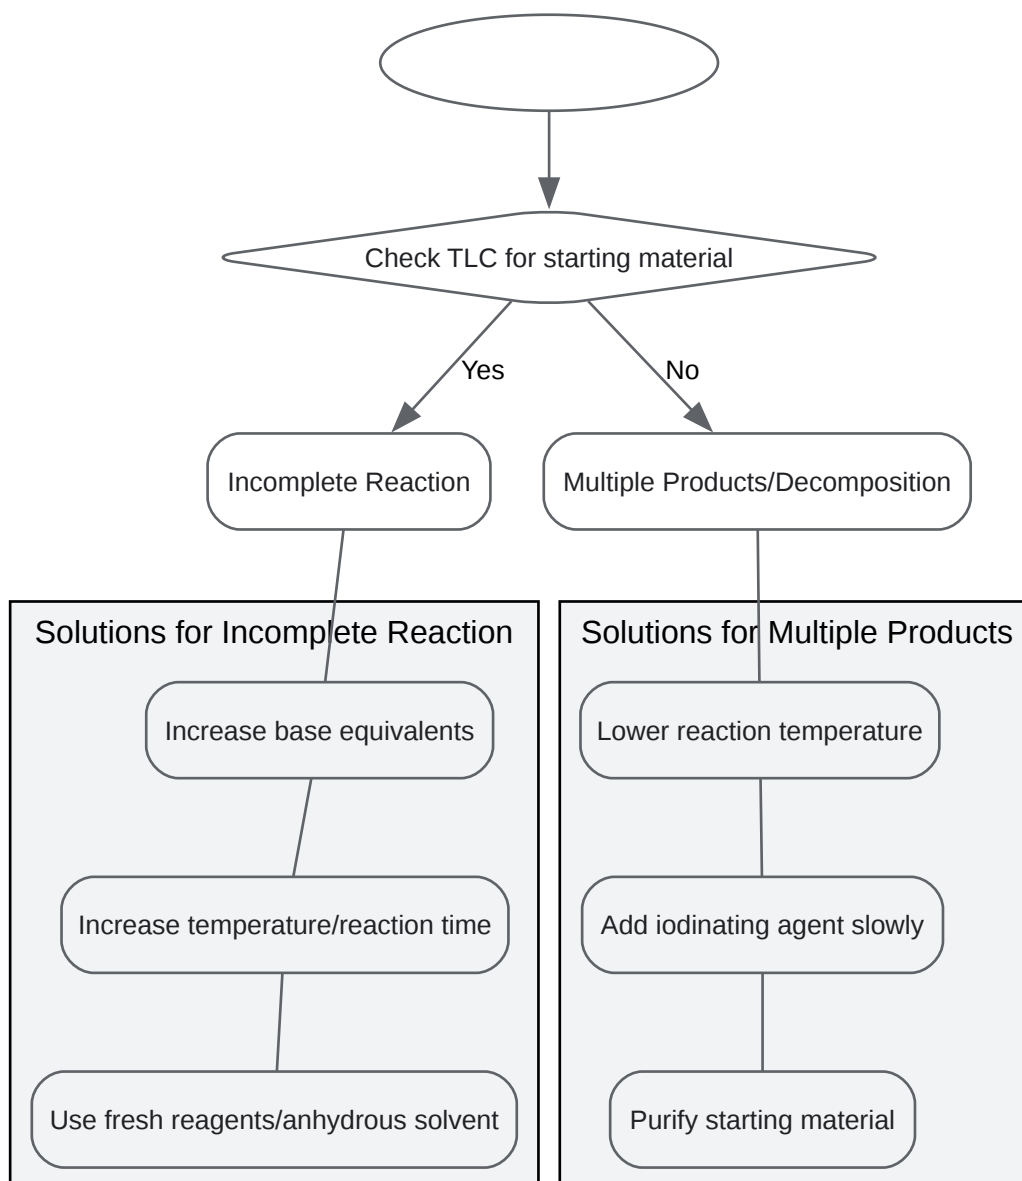 Check TLC for starting material
Yes
No
Incomplete Reaction
Multiple Products/Decomposition
Solutions for Incomplete Reaction
Solutions for Multiple Products
Increase base equivalents
Lower reaction temperature
Increase temperature/reaction time
Add iodinating agent slowly
Use fresh reagents/anhydrous solvent
Purify starting material